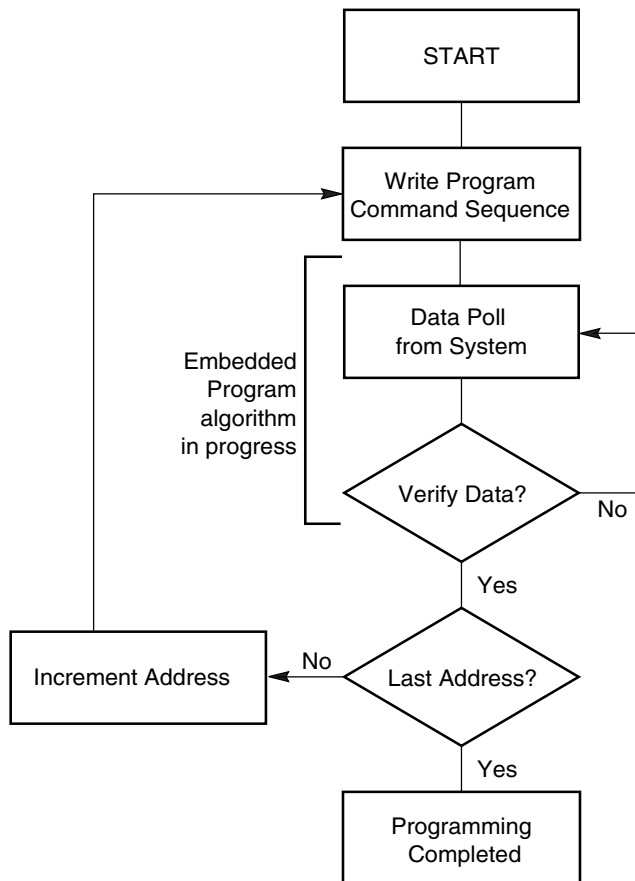 START
Write Program
Command Sequence
Data Poll
from System
Embedded
Program
algorithm
in progress
Verify Data?
No
Yes
Increment Address
No
Last Address?
Yes
Programming
Completed